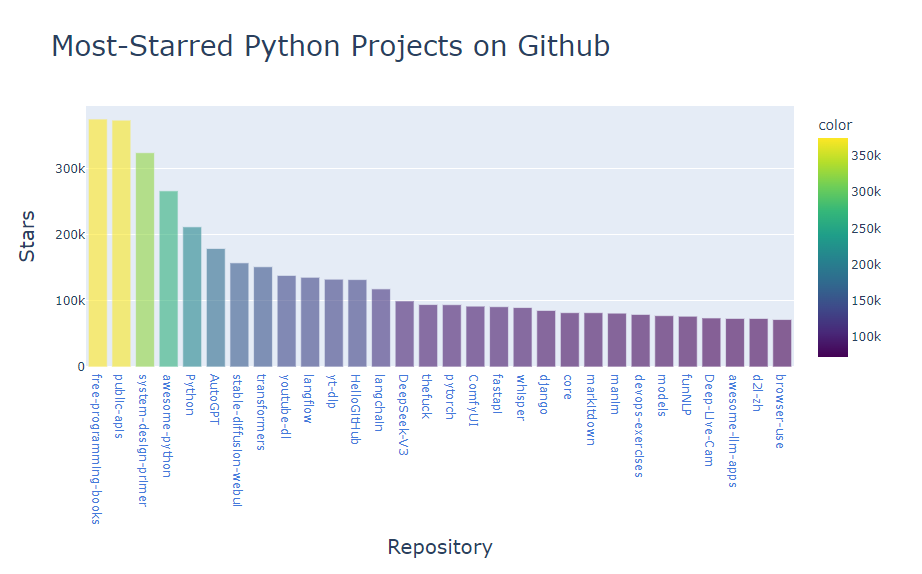 Most-Starred Python Projects on Github
color
Stars
300k
200k
100k
0
350k
300k
250k
200k
150k
100k
free-programming-books
public-apis
system-design-primer
awesome-python
Python
AutoGPT
stable-diffusion-webui
transformers
youtube-dl
langflow
yt-dlp
HelloGitHub
langchain
DeepSeek-V3
thefuck
pytorch
ComfyUI
fastapi
whisper
django
core
markitdown
manim
devops-exercises
models
funNLP
Deep-Live-Cam
awesome-llm-apps
d2l-zh
browser-use
Repository